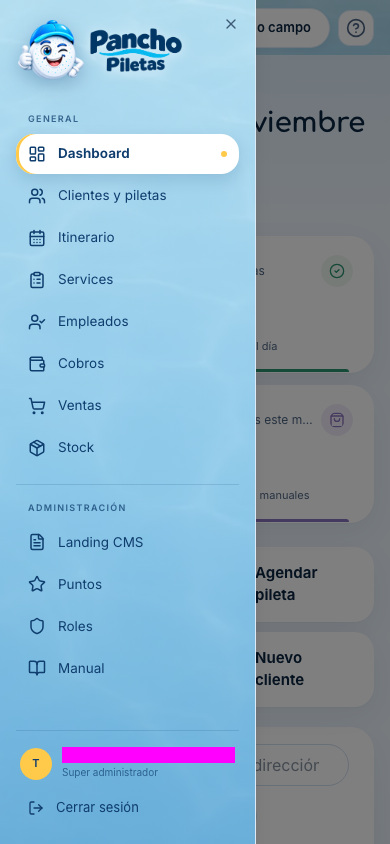 Pancho
Piletas
o campo
GENERAL
viembre
Dashboard
Clientes y piletas
Itinerario
as
Services
Empleados
l día
Cobros
Ventas
s este m...
Stock
manuales
ADMINISTRACIÓN
Landing CMS
Agendar
pileta
Puntos
Roles
Nuevo
cliente
Manual
T
Super administrador
direcciór
Cerrar sesión